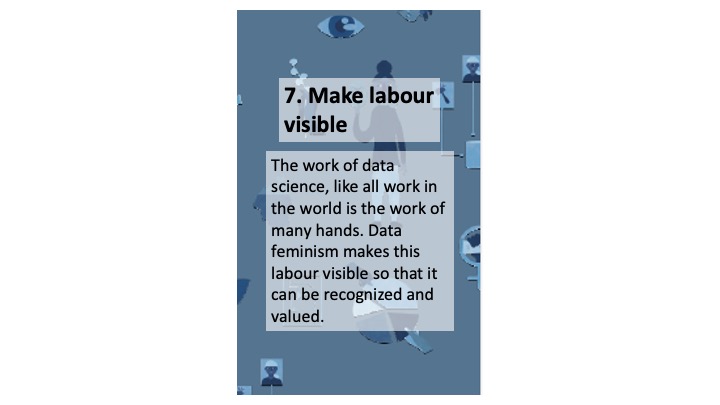 7. Make labour
visible
The work of data
science, like all work in
the world is the work of
many hands. Data
feminism makes this
labour visible so that it
can be recognized and
valued.